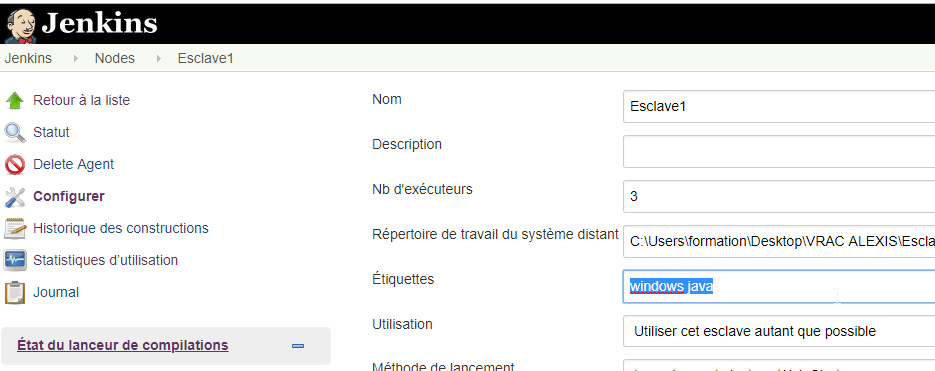 Jenkins
Jenkins Nodes Esclave1
Retour à la liste
Statut
Delete Agent
Configurer
Historique des constructions
Statistiques d'utilisation
Journal
État du lanceur de compilations
Nom Esclave1
Description
Nb d'exécuteurs 3
Répertoire de travail du système distant C:\Users\formation\Desktop\VRAC ALEXIS\Escla
Étiquettes windows java
Utilisation Utiliser cet esclave autant que possible
Méthode de lancement